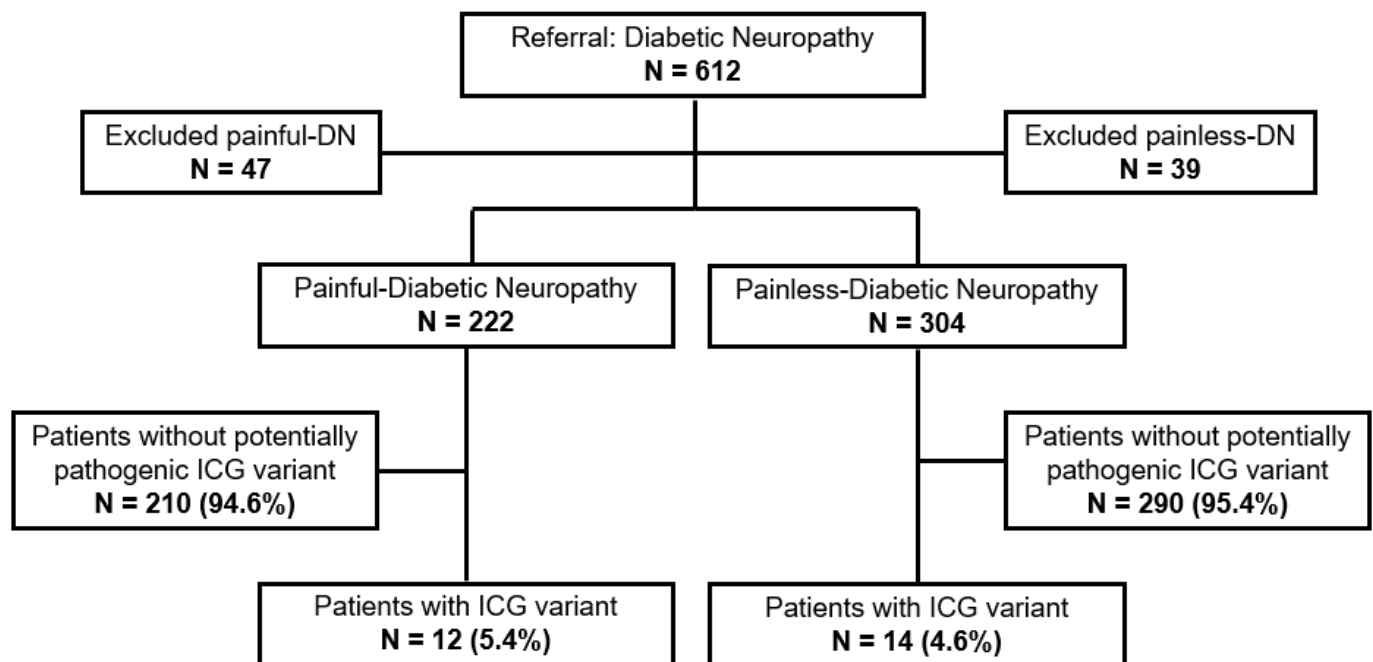 Referral: Diabetic Neuropathy
N = 612
Excluded painful-DN
N = 47
Excluded painless-DN
N = 39
Painful-Diabetic Neuropathy
N = 222
Painless-Diabetic Neuropathy
N = 304
Patients without potentially
pathogenic ICG variant
N = 210 (94.6%)
Patients without potentially
pathogenic ICG variant
N = 290 (95.4%)
Patients with ICG variant
N = 12 (5.4%)
Patients with ICG variant
N = 14 (4.6%)